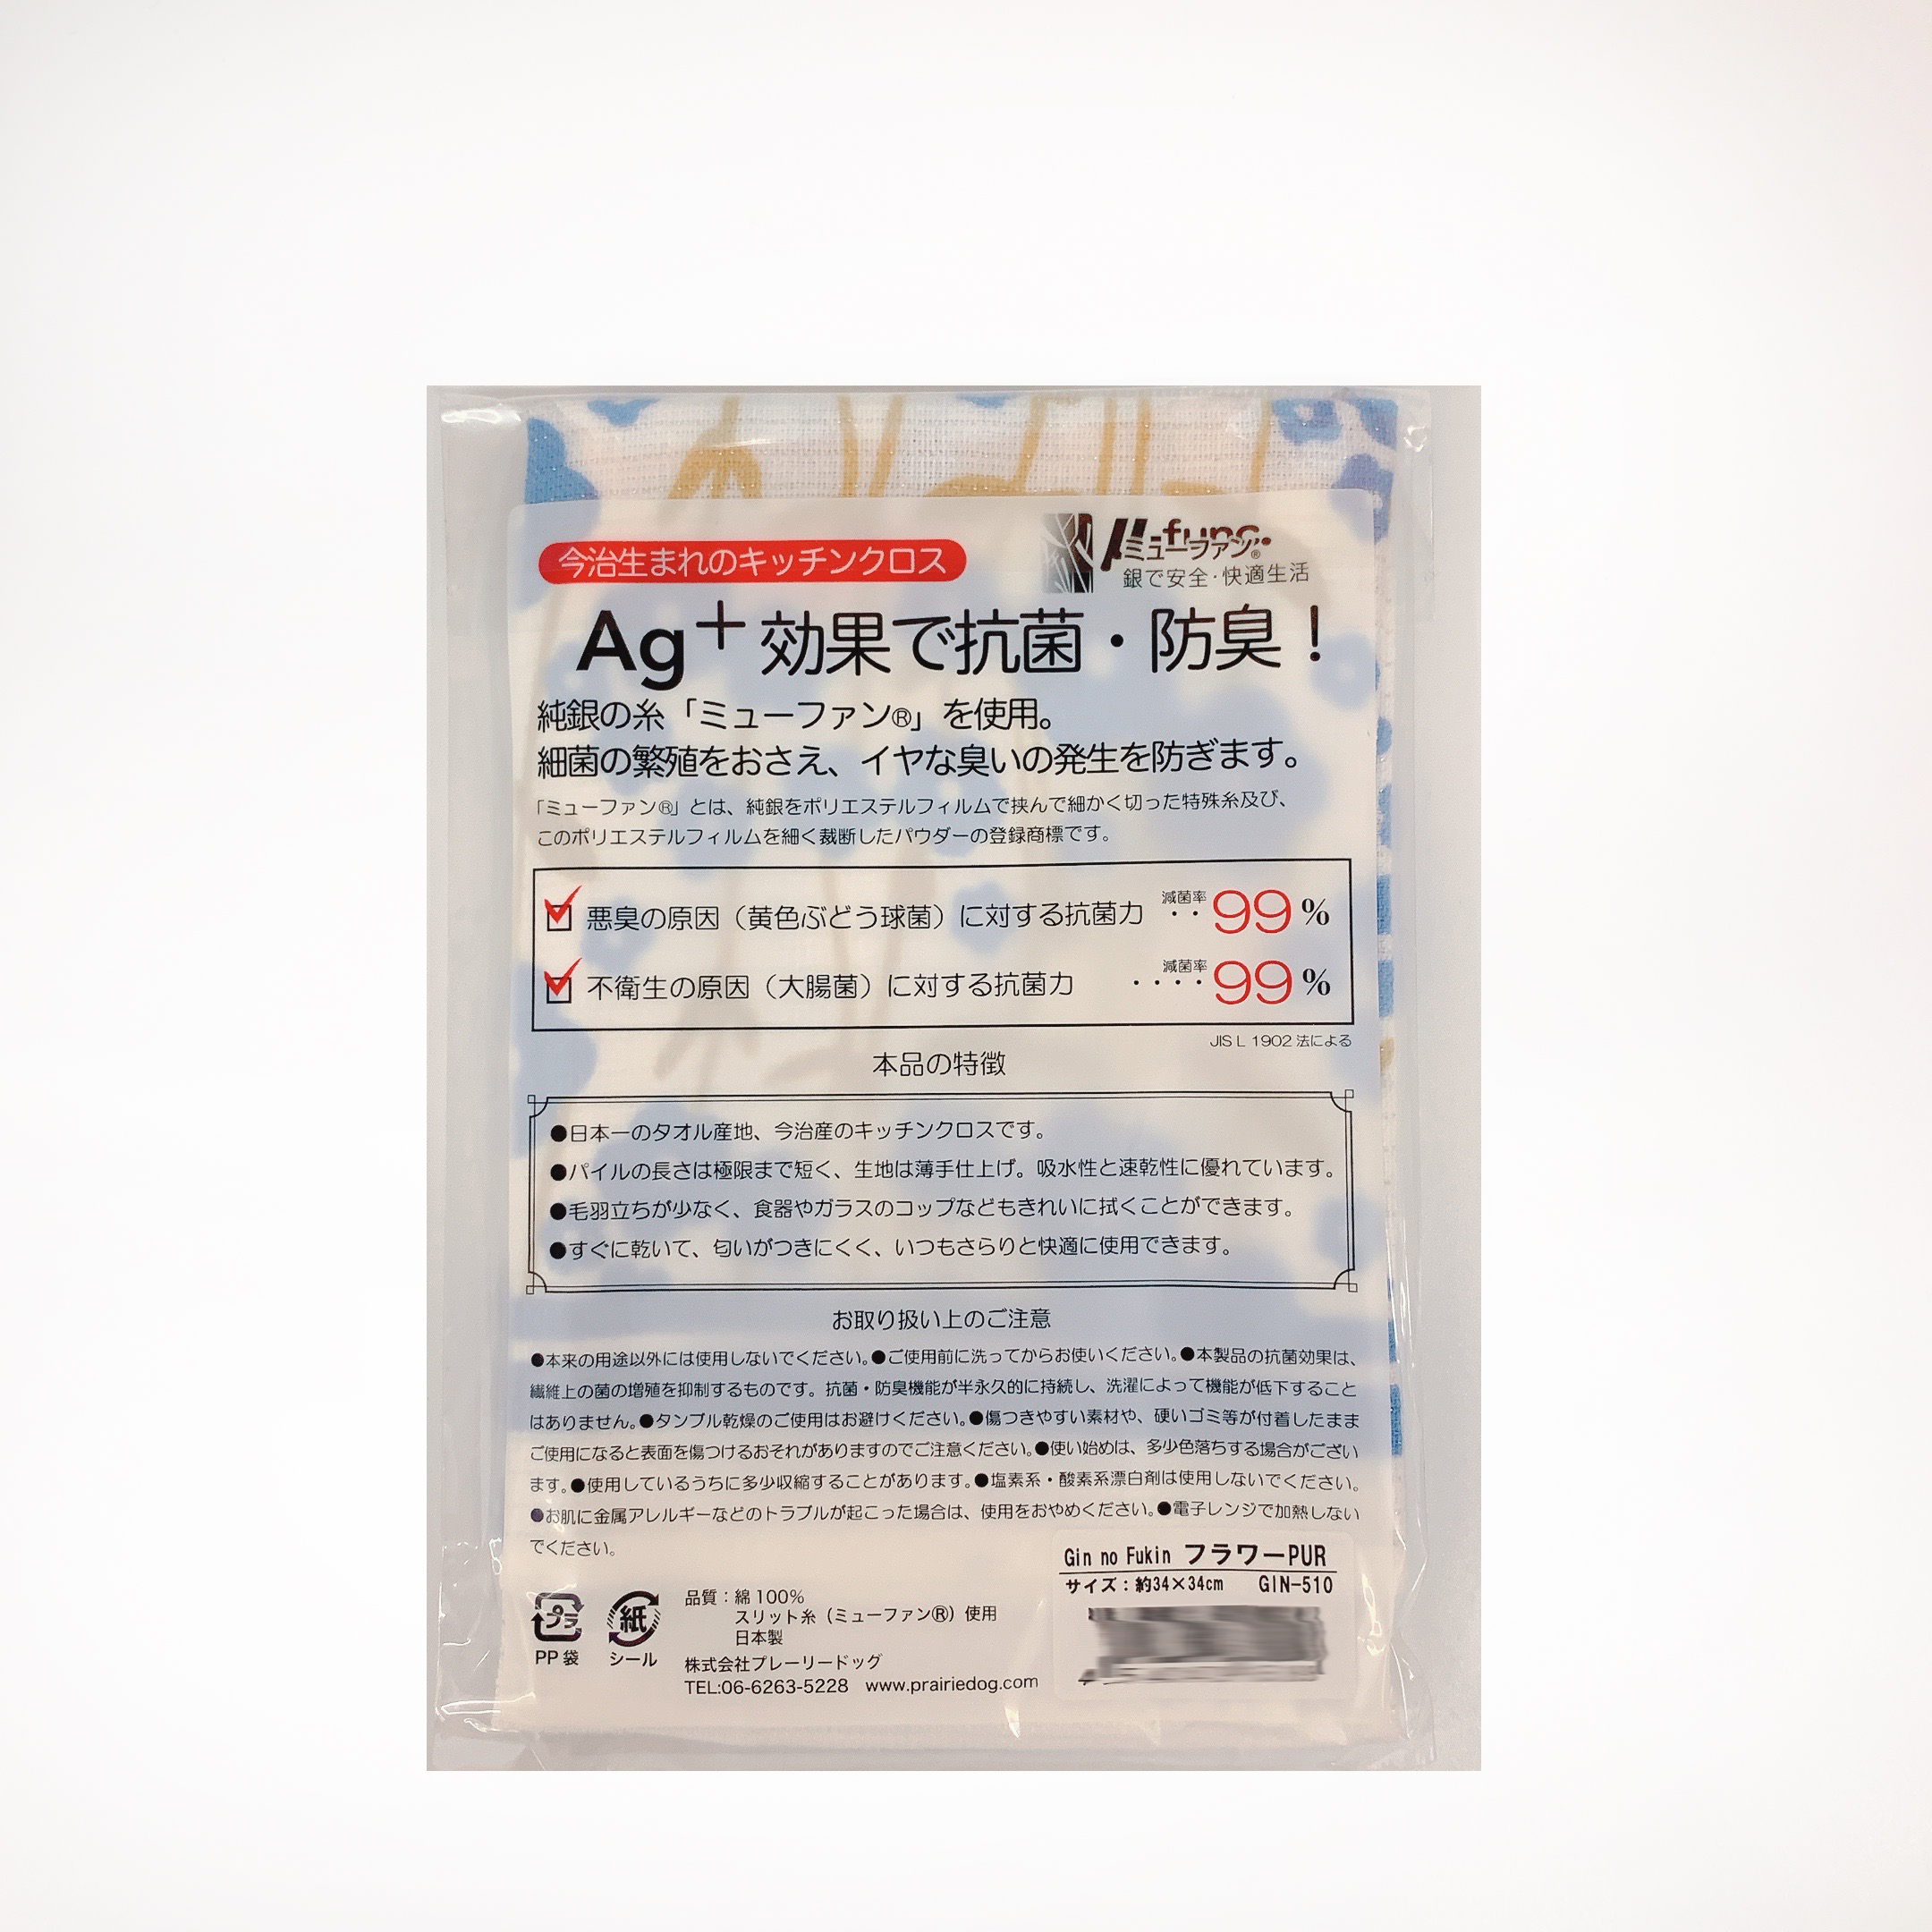 今治生まれのキッチンクロス
μ-func.
ミューファン®
銀で安全・快適生活
Ag+効果で抗菌・防臭!
純銀の糸「ミューファン®」を使用。
細菌の繁殖をおさえ、イヤな臭いの発生を防ぎます。
「ミューファン®」とは、純銀をポリエステルフィルムで挟んで細かく切った特殊糸及び、
このポリエステルフィルムを細く裁断したパウダーの登録商標です。
悪臭の原因(黄色ぶどう球菌)に対する抗菌力 ・・減菌率99%
不衛生の原因(大腸菌)に対する抗菌力 ・・・・減菌率99%
JIS L 1902 法による
本品の特徴
●日本一のタオル産地、今治産のキッチンクロスです。
●パイルの長さは極限まで短く、生地は薄手仕上げ。吸水性と速乾性に優れています。
●毛羽立ちが少なく、食器やガラスのコップなどもきれいに拭くことができます。
●すぐに乾いて、匂いがつきにくく、いつもさらりと快適に使用できます。
お取り扱い上のご注意
●本来の用途以外には使用しないでください。●ご使用前に洗ってからお使いください。●本製品の抗菌効果は、
繊維上の菌の増殖を抑制するものです。抗菌・防臭機能が半永久的に持続し、洗濯によって機能が低下すること
はありません。●タンブル乾燥のご使用はお避けください。●傷つきやすい素材や、硬いゴミ等が付着したまま
ご使用になると表面を傷つけるおそれがありますのでご注意ください。●使い始めは、多少色落ちする場合がござい
ます。●使用しているうちに多少収縮することがあります。●塩素系・酸素系漂白剤は使用しないでください。
●お肌に金属アレルギーなどのトラブルが起こった場合は、使用をおやめください。●電子レンジで加熱しない
でください。
Gin no Fukin フラワーPUR
サイズ:約34×34cm GIN-510
プラ
PP袋
紙
シール
品質:綿100%
スリット糸(ミューファン®)使用
日本製
株式会社プレーリードッグ
TEL:06-6263-5228 www.prairiedog.com